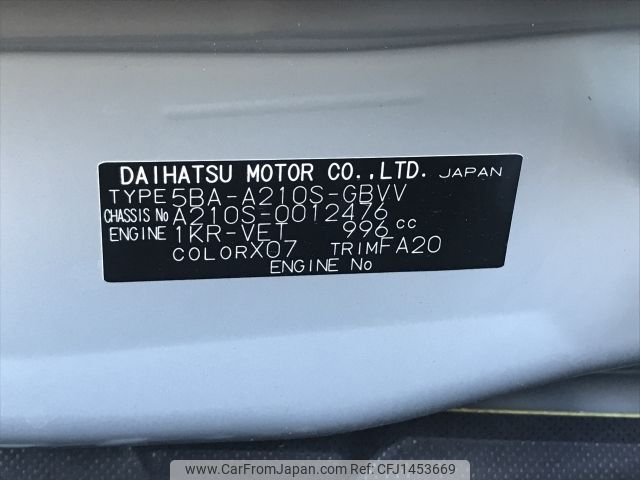 DAIHATSU MOTOR CO.,LTD. JAPAN
TYPE 5BA-A210S-GBVV
CHASSIS No A210S-0012476
ENGINE 1KR-VET 996 cc
COLOR X07 TRIM FA20
ENGINE No
www.CarFromJapan.com | CarFromJapan | CFJ1453669